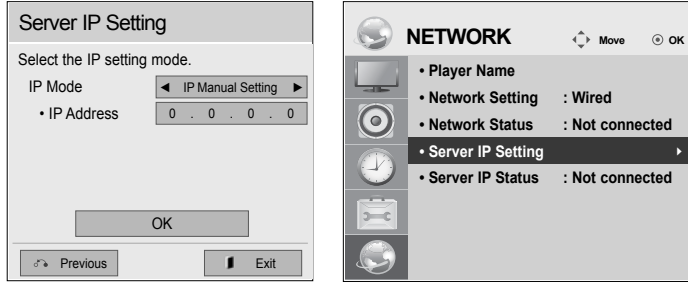 Server IP Setting
Select the IP setting mode.
IP Mode ◄ IP Manual Setting ►
• IP Address 0 . 0 . 0 . 0
OK
Previous Exit
NETWORK Move OK
• Player Name
• Network Setting : Wired
• Network Status : Not connected
• Server IP Setting
• Server IP Status : Not connected